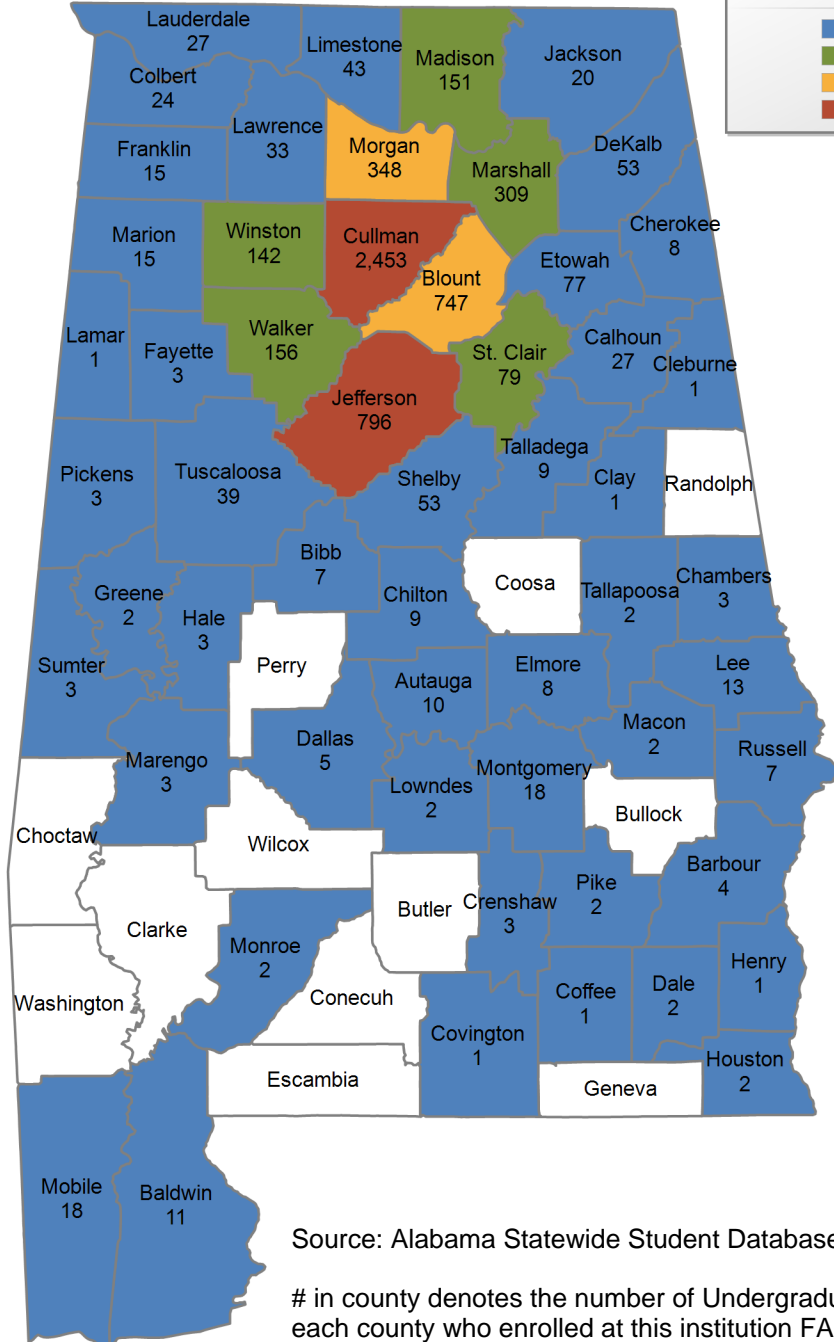 Lauderdale
27
Limestone
43
Madison
151
Jackson
20
Colbert
24
Lawrence
33
Franklin
15
Morgan
348
Marshall
309
DeKalb
53
Cherokee
8
Marion
15
Winston
142
Cullman
2,453
Blount
747
Etowah
77
Lamar
1
Fayette
3
Walker
156
St. Clair
79
Calhoun
27
Cleburne
1
Jefferson
796
Pickens
3
Tuscaloosa
39
Shelby
53
Talladega
9
Clay
1
Randolph
Bibb
7
Greene
2
Hale
3
Chilton
9
Coosa
Tallapoosa
2
Chambers
3
Sumter
3
Perry
Autauga
10
Elmore
8
Lee
13
Marengo
3
Dallas
5
Lowndes
2
Montgomery
18
Macon
2
Russell
7
Bullock
Choctaw
Wilcox
Barbour
4
Clarke
Butler
Crenshaw
3
Pike
2
Monroe
2
Henry
1
Washington
Conecuh
Coffee
1
Dale
2
Covington
1
Houston
2
Escambia
Geneva
Mobile
18
Baldwin
11
Source: Alabama Statewide Student Database
# in county denotes the number of Undergradu
each county who enrolled at this institution FA